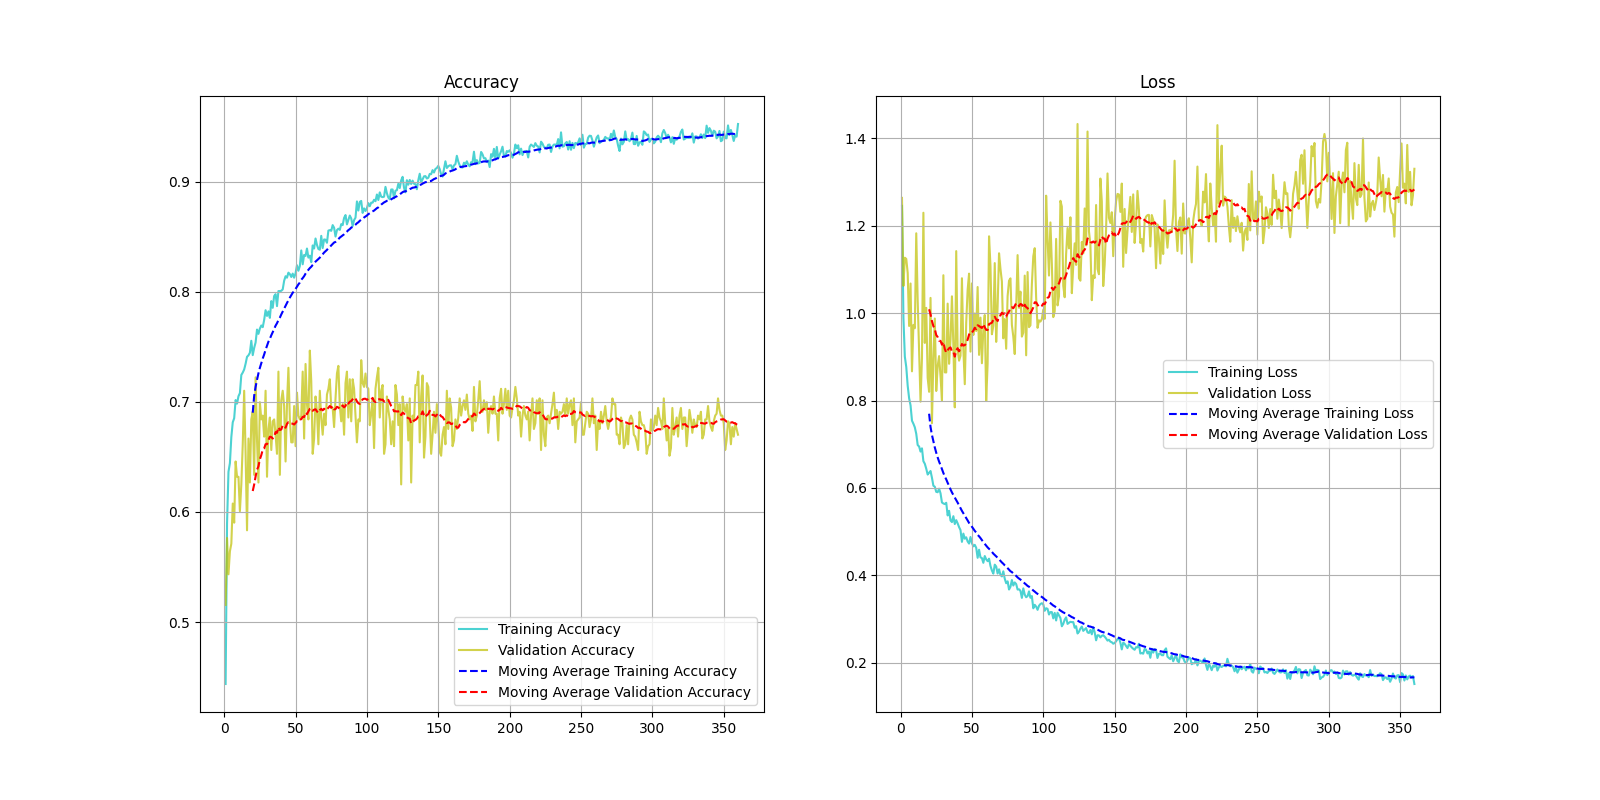 Accuracy
0.9
0.8
0.7
0.6
0.5
0 50 100 150 200 250 300 350
Training Accuracy
Validation Accuracy
Moving Average Training Accuracy
Moving Average Validation Accuracy
Loss
1.4
1.2
1.0
0.8
0.6
0.4
0.2
0 50 100 150 200 250 300 350
Training Loss
Validation Loss
Moving Average Training Loss
Moving Average Validation Loss